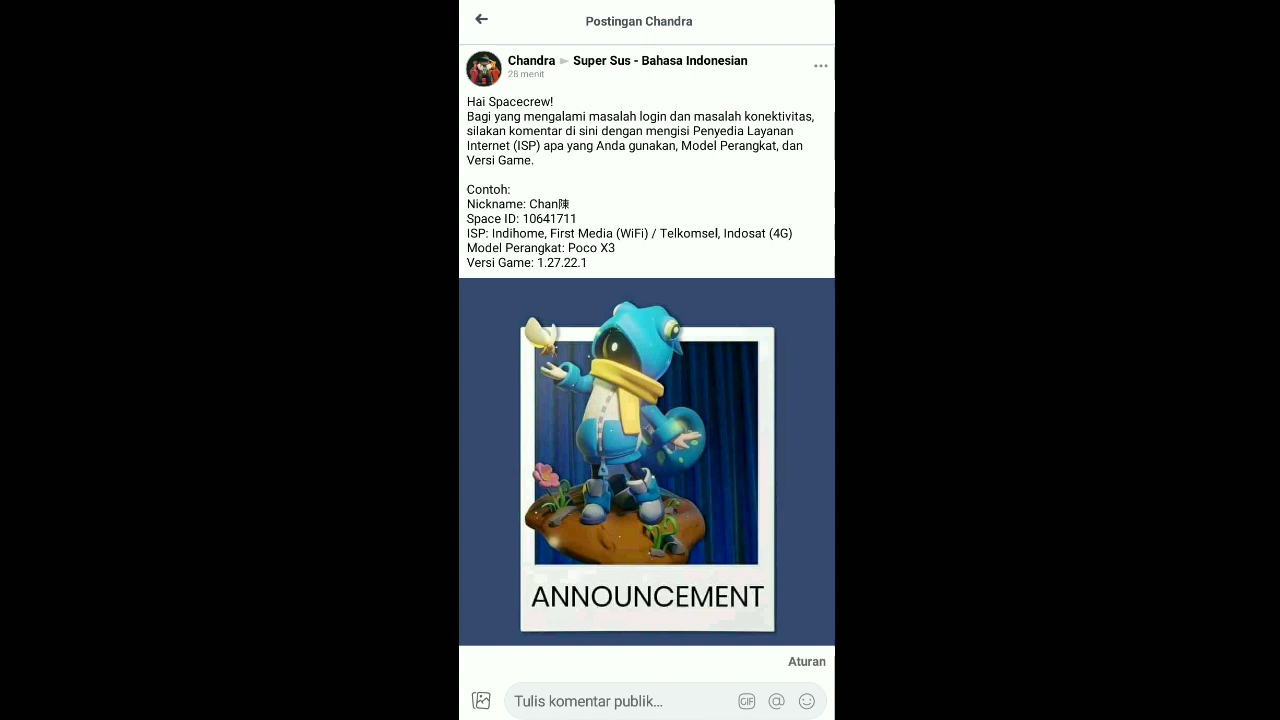 Postingan Chandra
Chandra ► Super Sus - Bahasa Indonesian
28 menit
Hai Spacecrew!
Bagi yang mengalami masalah login dan masalah konektivitas,
silakan komentar di sini dengan mengisi Penyedia Layanan
Internet (ISP) apa yang Anda gunakan, Model Perangkat, dan
Versi Game.
Contoh:
Nickname: Chan陳
Space ID: 10641711
ISP: Indihome, First Media (WiFi) / Telkomsel, Indosat (4G)
Model Perangkat: Poco X3
Versi Game: 1.27.22.1
ANNOUNCEMENT
Aturan
Tulis komentar publik...
GIF